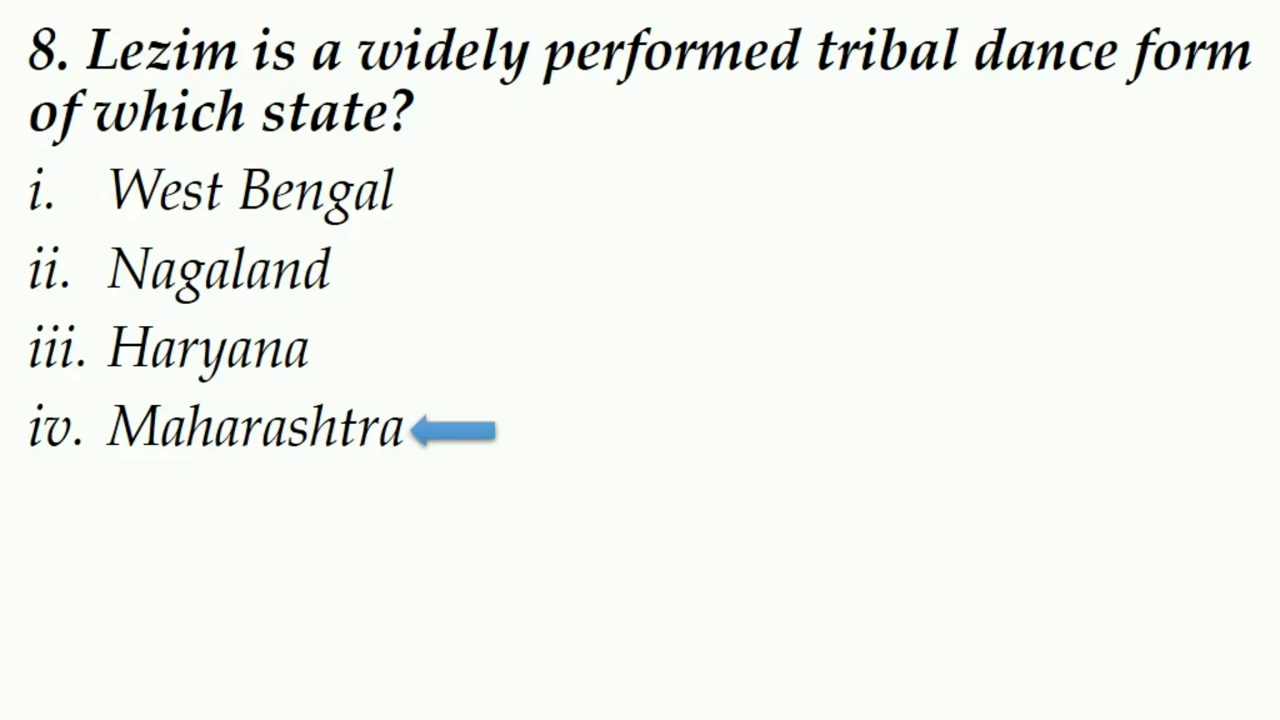 8. Lezim is a widely performed tribal dance form
of which state?
i. West Bengal
ii. Nagaland
iii. Haryana
iv. Maharashtra